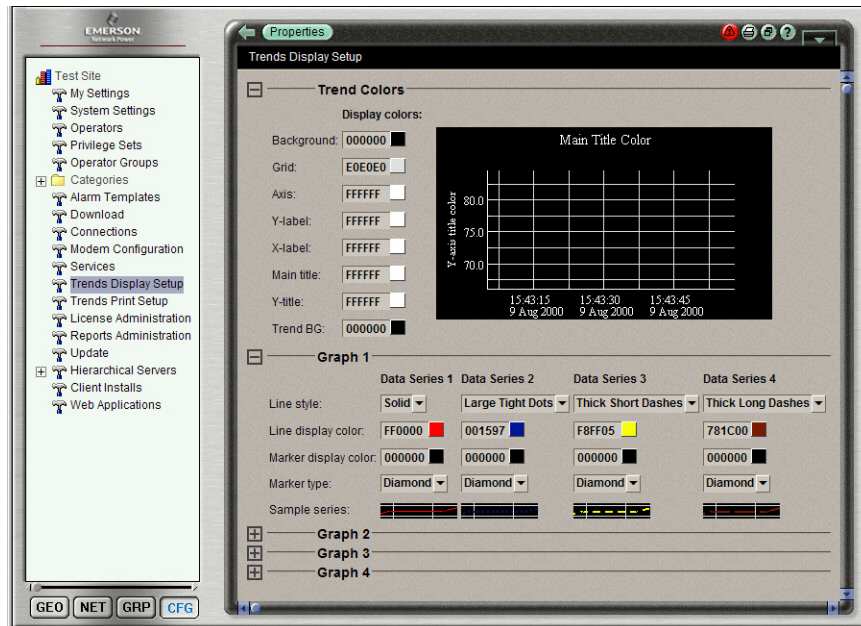 EMERSON
Network Power
Test Site
My Settings
System Settings
Operators
Privilege Sets
Operator Groups
Categories
Alarm Templates
Download
Connections
Modem Configuration
Services
Trends Display Setup
Trends Print Setup
License Administration
Reports Administration
Update
Hierarchical Servers
Client Installs
Web Applications
GEO NET GRP CFG
Properties
Trends Display Setup
Trend Colors
Display colors:
Background: 000000
Grid: E0E0E0
Axis: FFFFFF
Y-label: FFFFFF
X-label: FFFFFF
Main title: FFFFFF
Y-title: FFFFFF
Trend BG: 000000
Main Title Color
Y-axis title color
80.0
75.0
70.0
15:43:15 15:43:30 15:43:45
9 Aug 2000 9 Aug 2000 9 Aug 2000
Graph 1
Data Series 1 Data Series 2 Data Series 3 Data Series 4
Line style: Solid Large Tight Dots Thick Short Dashes Thick Long Dashes
Line display color: FF0000 001597 F8FF05 781C00
Marker display color: 000000 000000 000000 000000
Marker type: Diamond Diamond Diamond Diamond
Sample series:
Graph 2
Graph 3
Graph 4